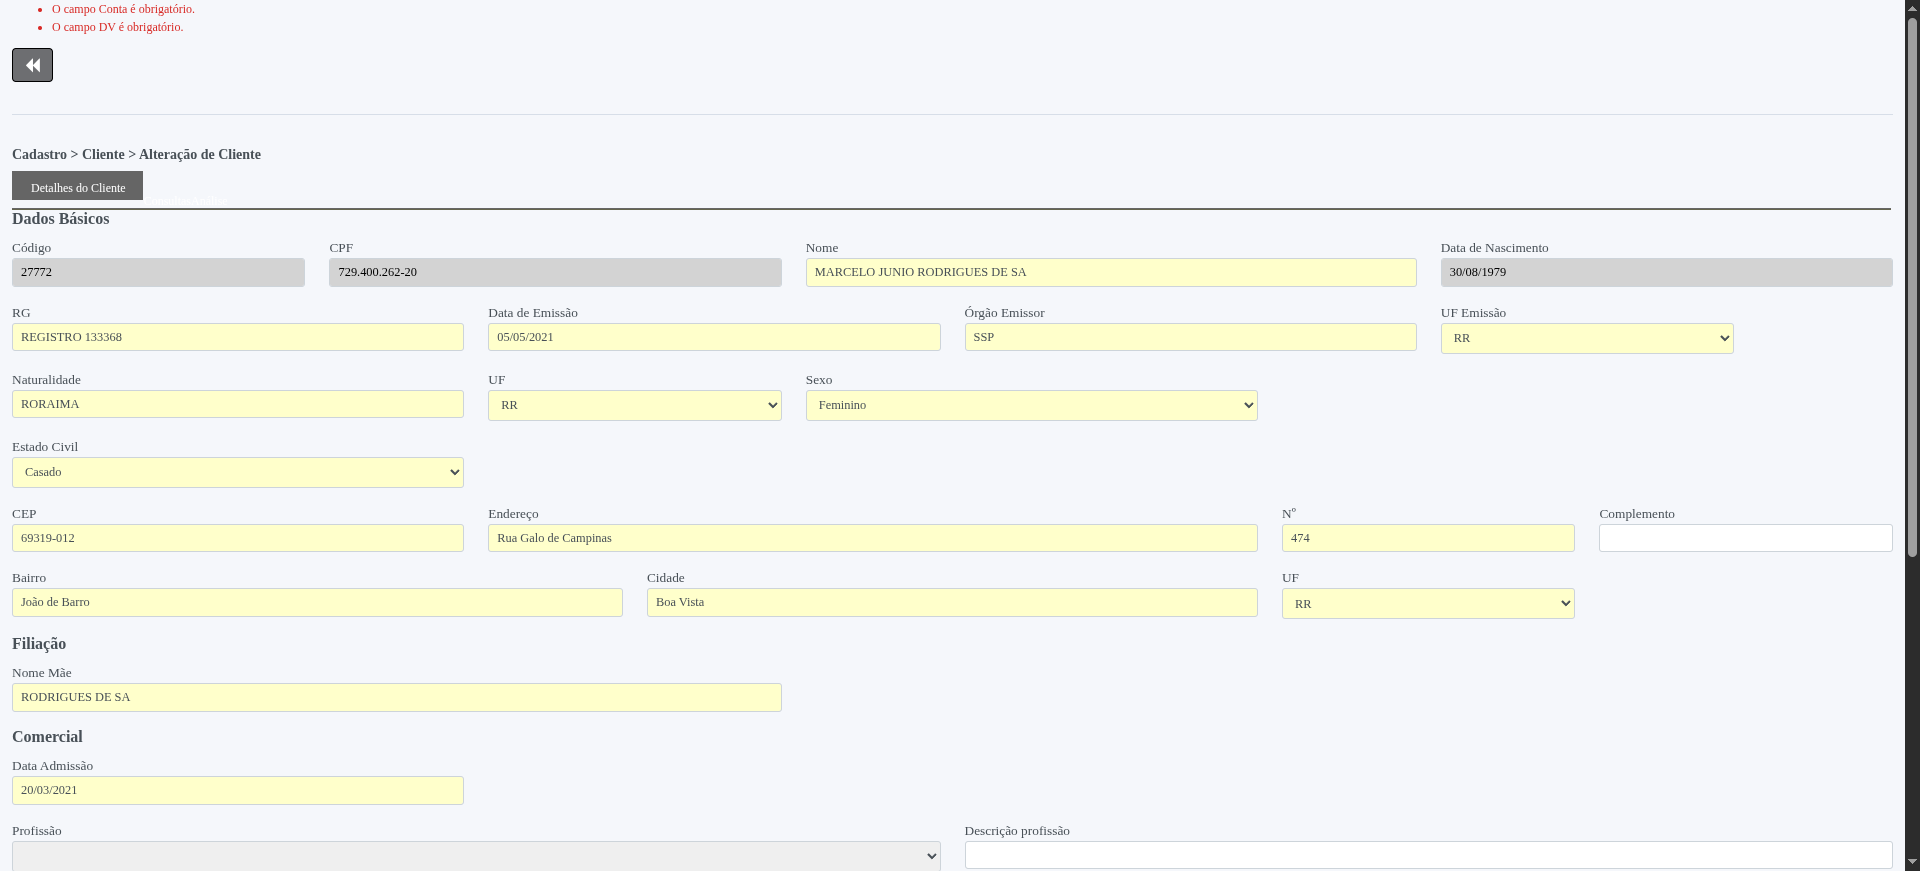 O campo Conta é obrigatório.
O campo DV é obrigatório.
Cadastro > Cliente > Alteração de Cliente
Detalhes do Cliente
Dados Básicos
Código CPF Nome Data de Nascimento
27772 729.400.262-20 MARCELO JUNIO RODRIGUES DE SA 30/08/1979
RG Data de Emissão Órgão Emissor UF Emissão
REGISTRO 133368 05/05/2021 SSP RR
Naturalidade UF Sexo
RORAIMA RR Feminino
Estado Civil
Casado
CEP Endereço Nº Complemento
69319-012 Rua Galo de Campinas 474
Bairro Cidade UF
João de Barro Boa Vista RR
Filiação
Nome Mãe
RODRIGUES DE SA
Comercial
Data Admissão
20/03/2021
Profissão Descrição profissão